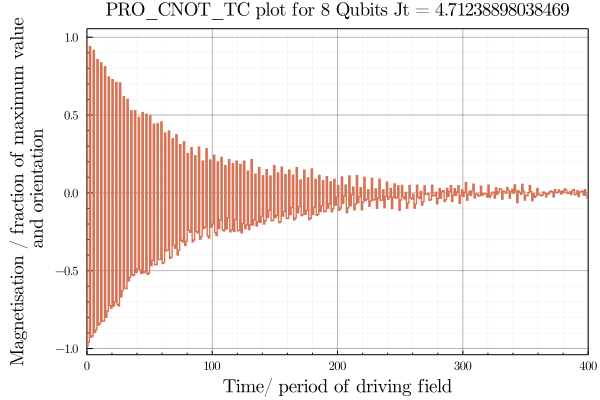 PRO_CNOT_TC plot for 8 Qubits Jt = 4.71238898038469
Magnetisation / fraction of maximum value
and orientation
1.0
0.5
0.0
−0.5
−1.0
0 100 200 300 400
Time/ period of driving field